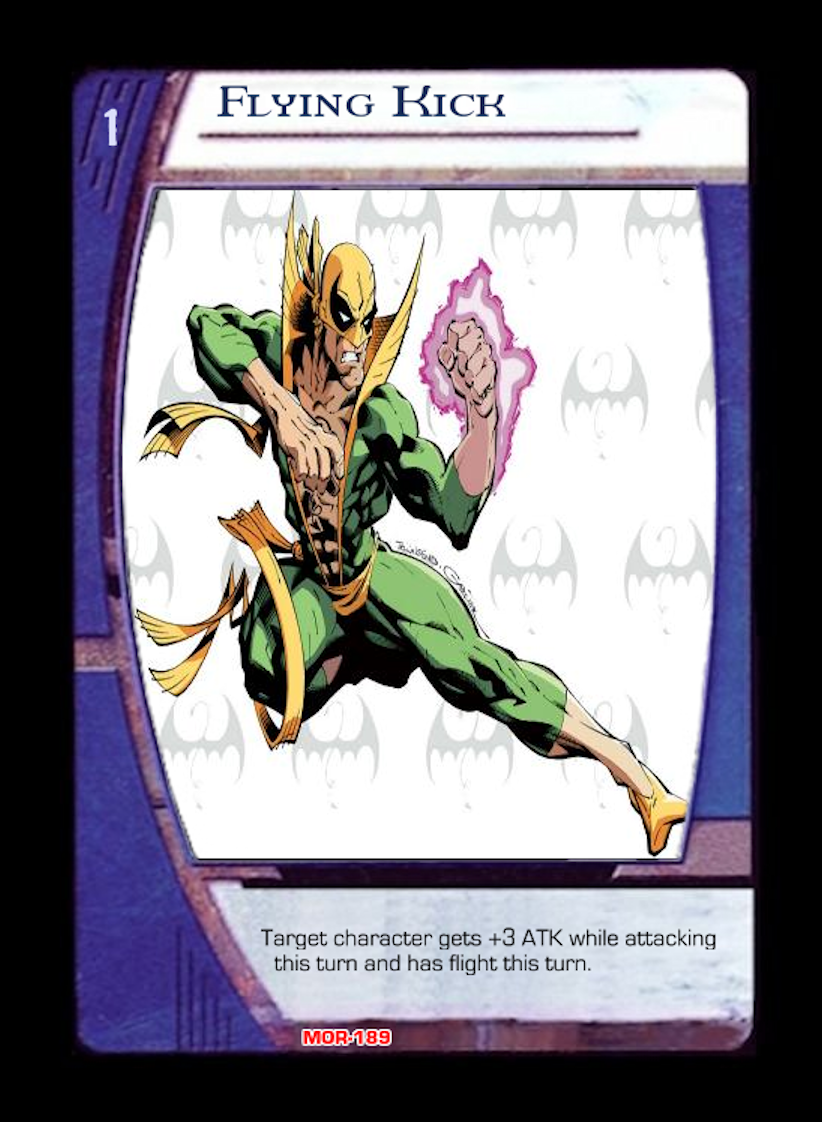 1
Flying Kick
Target character gets +3 ATK while attacking
this turn and has flight this turn.
MOR-189